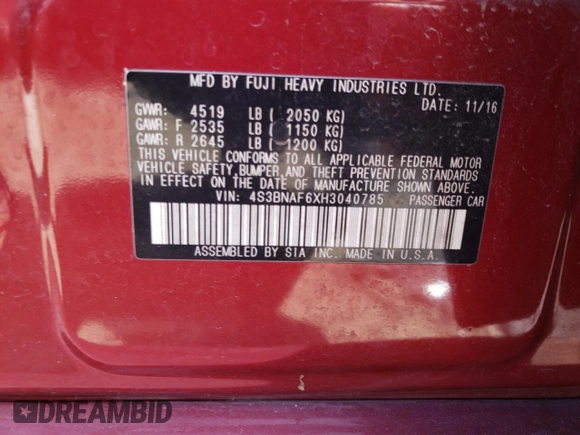 MFD BY FUJI HEAVY INDUSTRIES LTD.
DATE: 11/16
GVWR: 4519 LB ( 2050 KG)
GAWR: F 2535 LB ( 1150 KG)
GAWR: R 2645 LB ( 1200 KG)
THIS VEHICLE CONFORMS TO ALL APPLICABLE FEDERAL MOTOR
VEHICLE SAFETY, BUMPER, AND THEFT PREVENTION STANDARDS
IN EFFECT ON THE DATE OF MANUFACTURE SHOWN ABOVE.
VIN: 4S3BNAF6XH3040785 PASSENGER CAR
ASSEMBLED BY SIA INC. MADE IN U.S.A.
DREAMBID